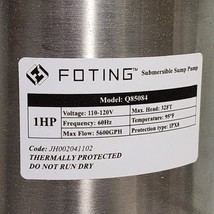 FOTING™ Submersible Sump Pump
Model: Q85084
1HP
Voltage: 110-120V Max. Head: 32FT
Frequency: 60Hz Temperature: 95°F
Max Flow: 5600GPH Protection type: IPX8
Code: JH002041102
THERMALLY PROTECTED
DO NOT RUN DRY